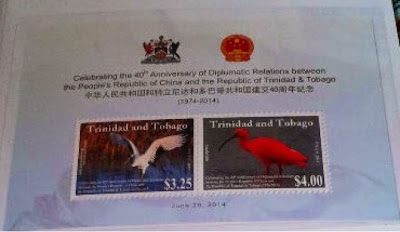 Celebrating the 40th Anniversary of Diplomatic Relations between
the People's Republic of China and the Republic of Trinidad & Tobago
中华人民共和国和特立尼达和多巴哥共和国建交40周年纪念
(1974-2014)
Trinidad and Tobago
$3.25
Trinidad and Tobago
$4.00
June 20, 2014